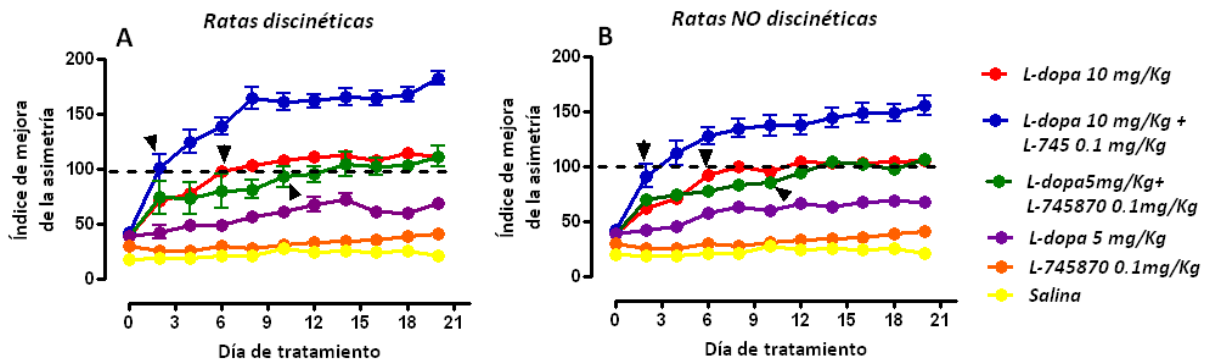 Ratas discinéticas
A
Índice de mejora
de la asimetría
200
150
100
50
0
0 3 6 9 12 15 18 21
Día de tratamiento
Ratas NO discinéticas
B
Índice de mejora
de la asimetría
200
150
100
50
0
0 3 6 9 12 15 18 21
Día de tratamiento
L-dopa 10 mg/Kg
L-dopa 10 mg/Kg +
L-745 0.1 mg/Kg
L-dopa5mg/Kg+
L-745870 0.1mg/Kg
L-dopa 5 mg/Kg
L-745870 0.1mg/Kg
Salina